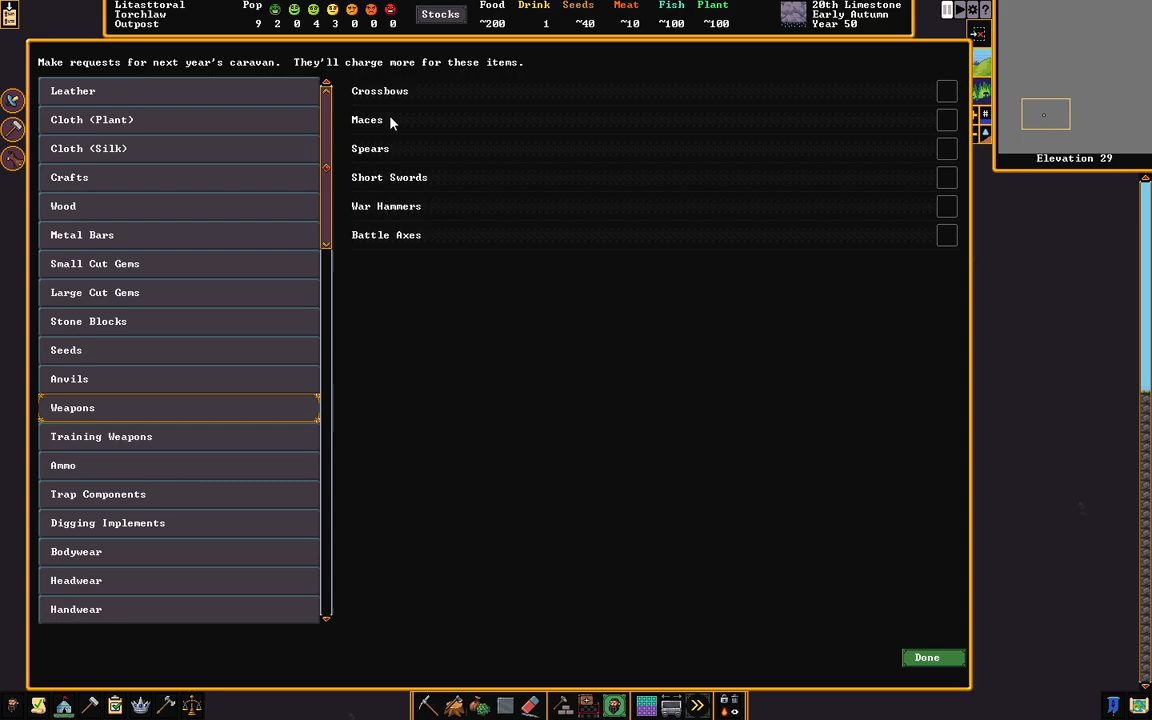 Litasttoral
Torchlaw
Outpost
Pop
9 2 0 4 3 0 0 0
Stocks
Food Drink Seeds Meat Fish Plant
~200 1 ~40 ~10 ~100 ~100
20th Limestone
Early Autumn
Year 50
Make requests for next year's caravan. They'll charge more for these items.
Leather
Cloth (Plant)
Cloth (Silk)
Crafts
Wood
Metal Bars
Small Cut Gems
Large Cut Gems
Stone Blocks
Seeds
Anvils
Weapons
Training Weapons
Ammo
Trap Components
Digging Implements
Bodywear
Headwear
Handwear
Crossbows
Maces
Spears
Short Swords
War Hammers
Battle Axes
Done
Elevation 29